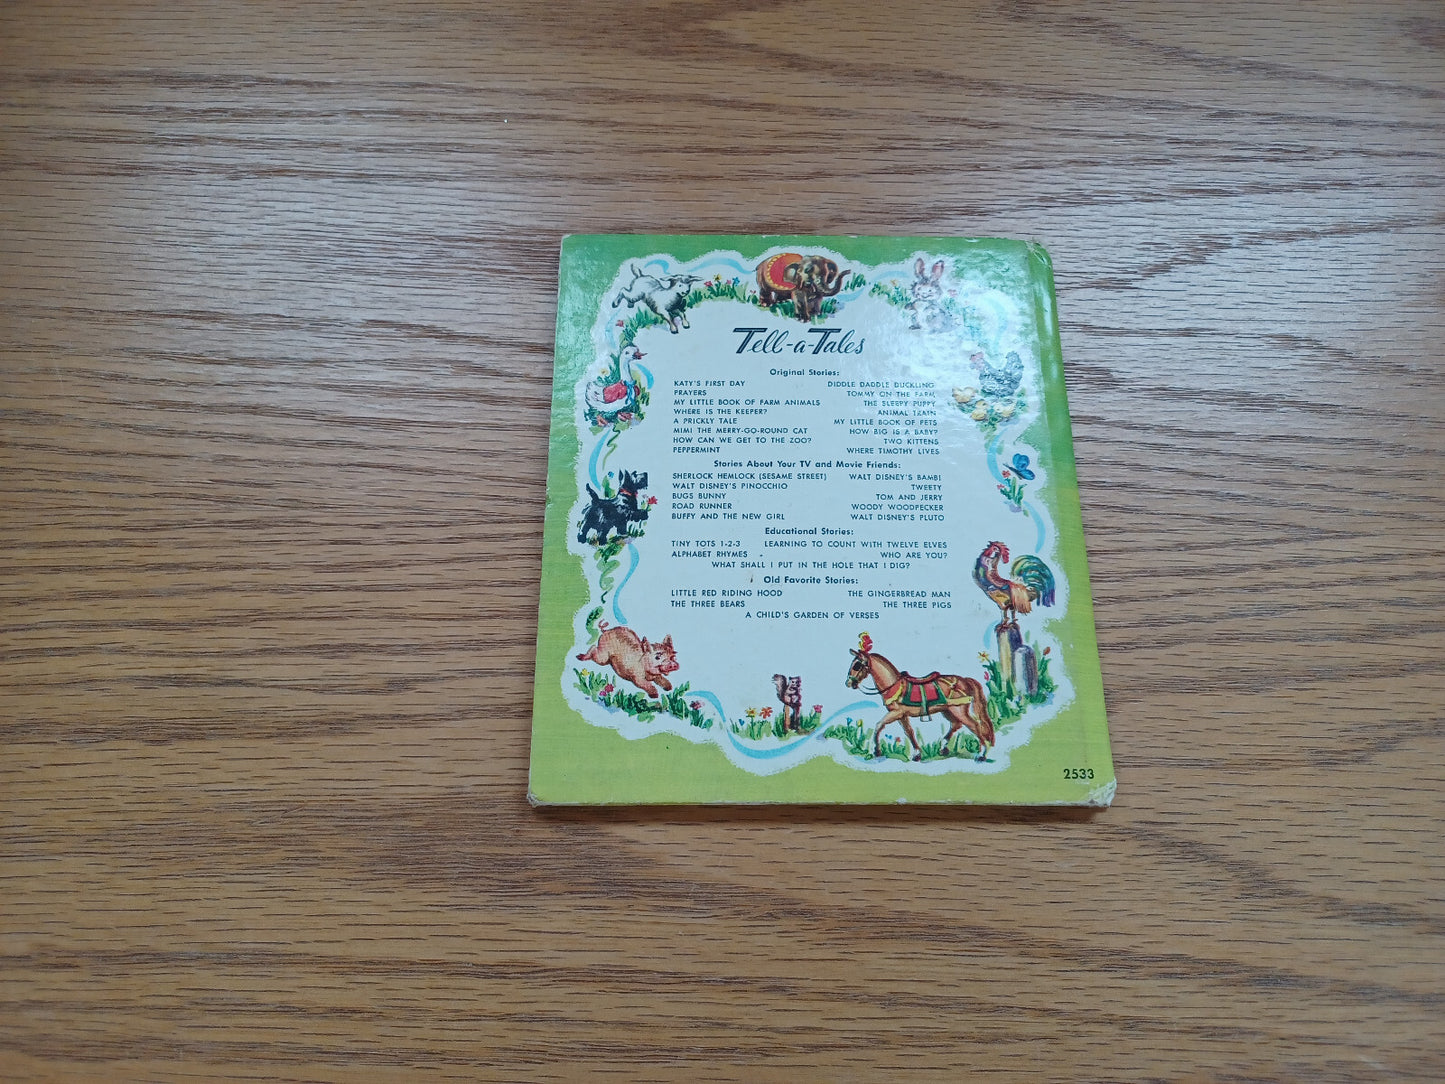 Tell-a-Tales
Original Stories:
KATY'S FIRST DAY DIDDLE DADDLE DUCKLING
PRAYERS TOMMY ON THE FARM
MY LITTLE BOOK OF FARM ANIMALS THE SLEEPY PUPPY
WHERE IS THE KEEPER? ANIMAL TRAIN
A PRICKLY TALE MY LITTLE BOOK OF PETS
MIMI THE MERRY-GO-ROUND CAT HOW BIG IS A BABY?
HOW CAN WE GET TO THE ZOO? TWO KITTENS
PEPPERMINT WHERE TIMOTHY LIVES
Stories About Your TV and Movie Friends:
SHERLOCK HEMLOCK (SESAME STREET) WALT DISNEY'S BAMBI
WALT DISNEY'S PINOCCHIO TWEETY
BUGS BUNNY TOM AND JERRY
ROAD RUNNER WOODY WOODPECKER
BUFFY AND THE NEW GIRL WALT DISNEY'S PLUTO
Educational Stories:
TINY TOTS 1-2-3 LEARNING TO COUNT WITH TWELVE ELVES
ALPHABET RHYMES WHO ARE YOU?
WHAT SHALL I PUT IN THE HOLE THAT I DIG?
Old Favorite Stories:
LITTLE RED RIDING HOOD THE GINGERBREAD MAN
THE THREE BEARS THE THREE PIGS
A CHILD'S GARDEN OF VERSES
2533